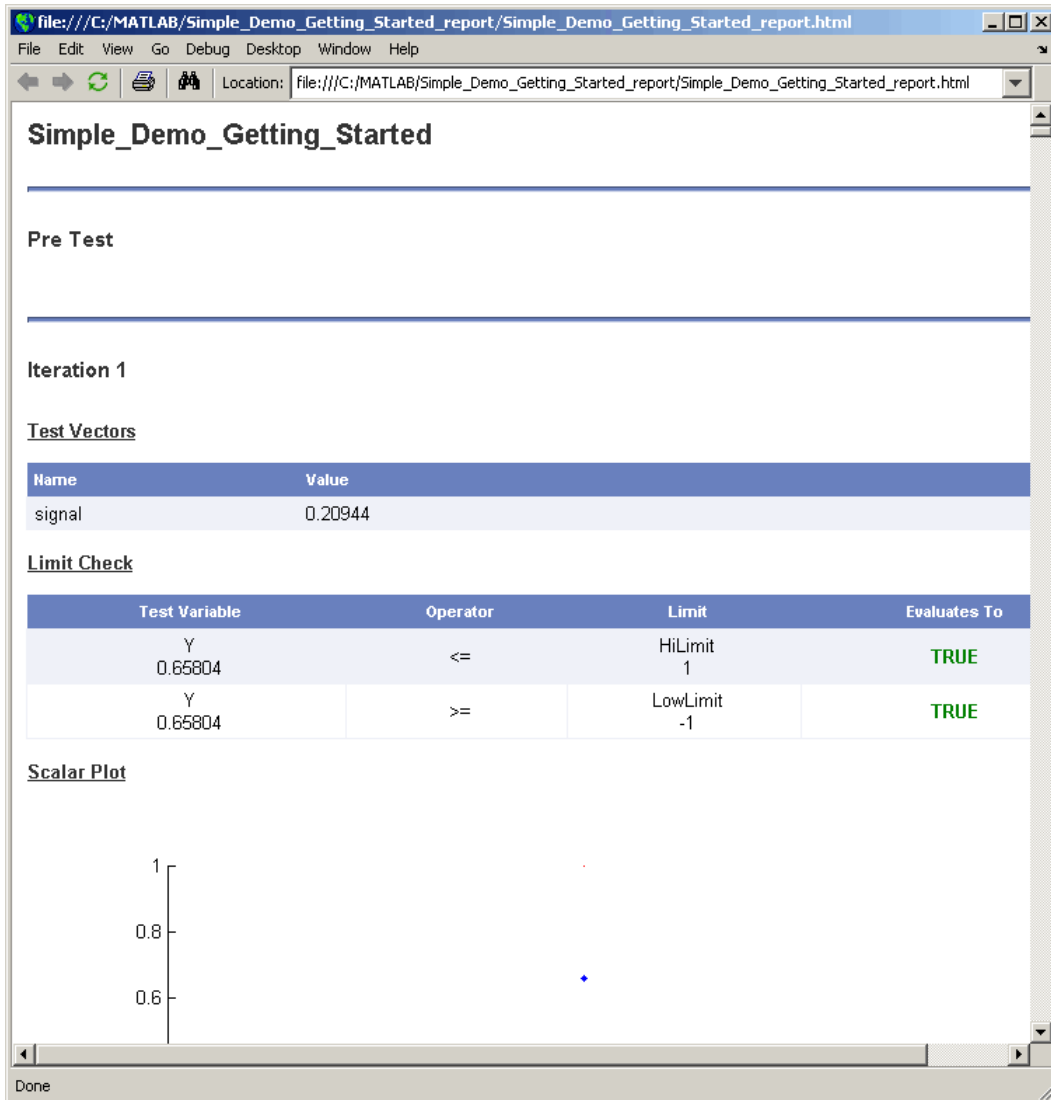 file:///C:/MATLAB/Simple_Demo_Getting_Started_report/Simple_Demo_Getting_Started_report.html
File Edit View Go Debug Desktop Window Help
Location: file:///C:/MATLAB/Simple_Demo_Getting_Started_report/Simple_Demo_Getting_Started_report.html
Simple_Demo_Getting_Started
Pre Test
Iteration 1
Test Vectors
Name Value
signal 0.20944
Limit Check
Test Variable Operator Limit Evaluates To
Y <= HiLimit TRUE
0.65804 1
Y >= LowLimit TRUE
0.65804 -1
Scalar Plot
1
0.8
0.6
Done